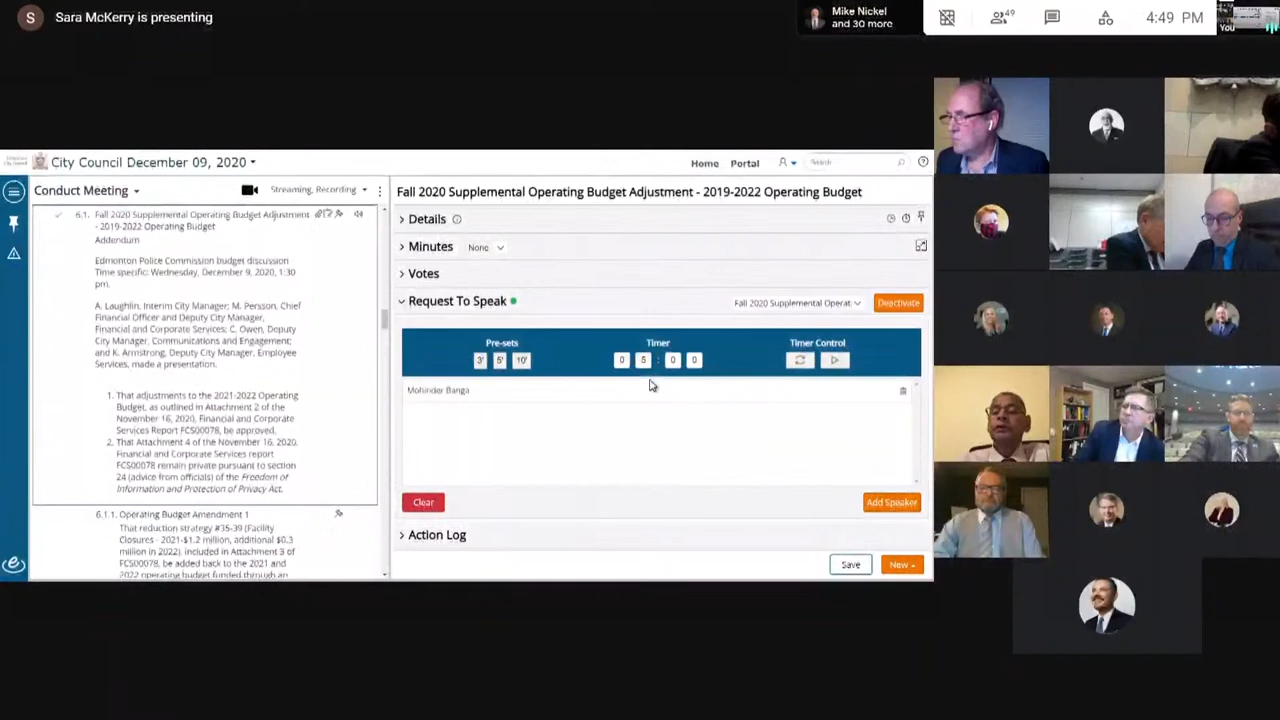 S Sara McKerry is presenting
Mike Nickel
and 30 more
49
4:49 PM
You
City Council December 09, 2020
Home Portal Search
Conduct Meeting
Streaming, Recording
6.1. Fall 2020 Supplemental Operating Budget Adjustment
- 2019-2022 Operating Budget
Addendum
Edmonton Police Commission budget discussion
Time specific: Wednesday, December 9, 2020, 1:30
pm.
A. Laughlin, Interim City Manager; M. Persson, Chief
Financial Officer and Deputy City Manager,
Financial and Corporate Services; C. Owen, Deputy
City Manager, Communications and Engagement;
and K. Armstrong, Deputy City Manager, Employee
Services, made a presentation.
1. That adjustments to the 2021-2022 Operating
Budget, as outlined in Attachment 2 of the
November 16, 2020, Financial and Corporate
Services Report FCS00078, be approved.
2. That Attachment 4 of the November 16, 2020,
Financial and Corporate Services report
FCS00078 remain private pursuant to section
24 (advice from officials) of the Freedom of
Information and Protection of Privacy Act.
6.1.1. Operating Budget Amendment 1
That reduction strategy #35-39 (Facility
Closures - 2021-$1.2 million, additional $0.3
million in 2022), included in Attachment 3 of
FCS00078, be added back to the 2021 and
2022 operating budget funded through an
Fall 2020 Supplemental Operating Budget Adjustment - 2019-2022 Operating Budget
Details
Minutes None
Votes
Request To Speak
Fall 2020 Supplemental Operat
Deactivate
Pre-sets Timer Timer Control
3' 5' 10' 0 5 : 0 0
Mohinder Banga
Clear
Add Speaker
Action Log
Save New